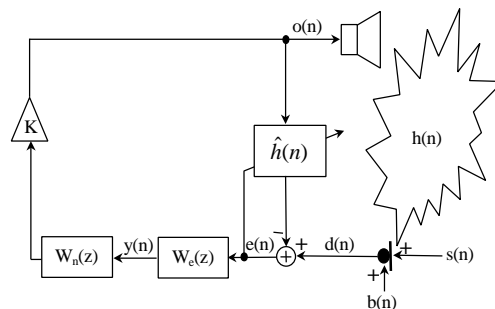 o(n)
K
ĥ(n)
h(n)
−
+
Wₙ(z)
y(n)
Wₑ(z)
e(n)
+
d(n)
+
s(n)
+
b(n)